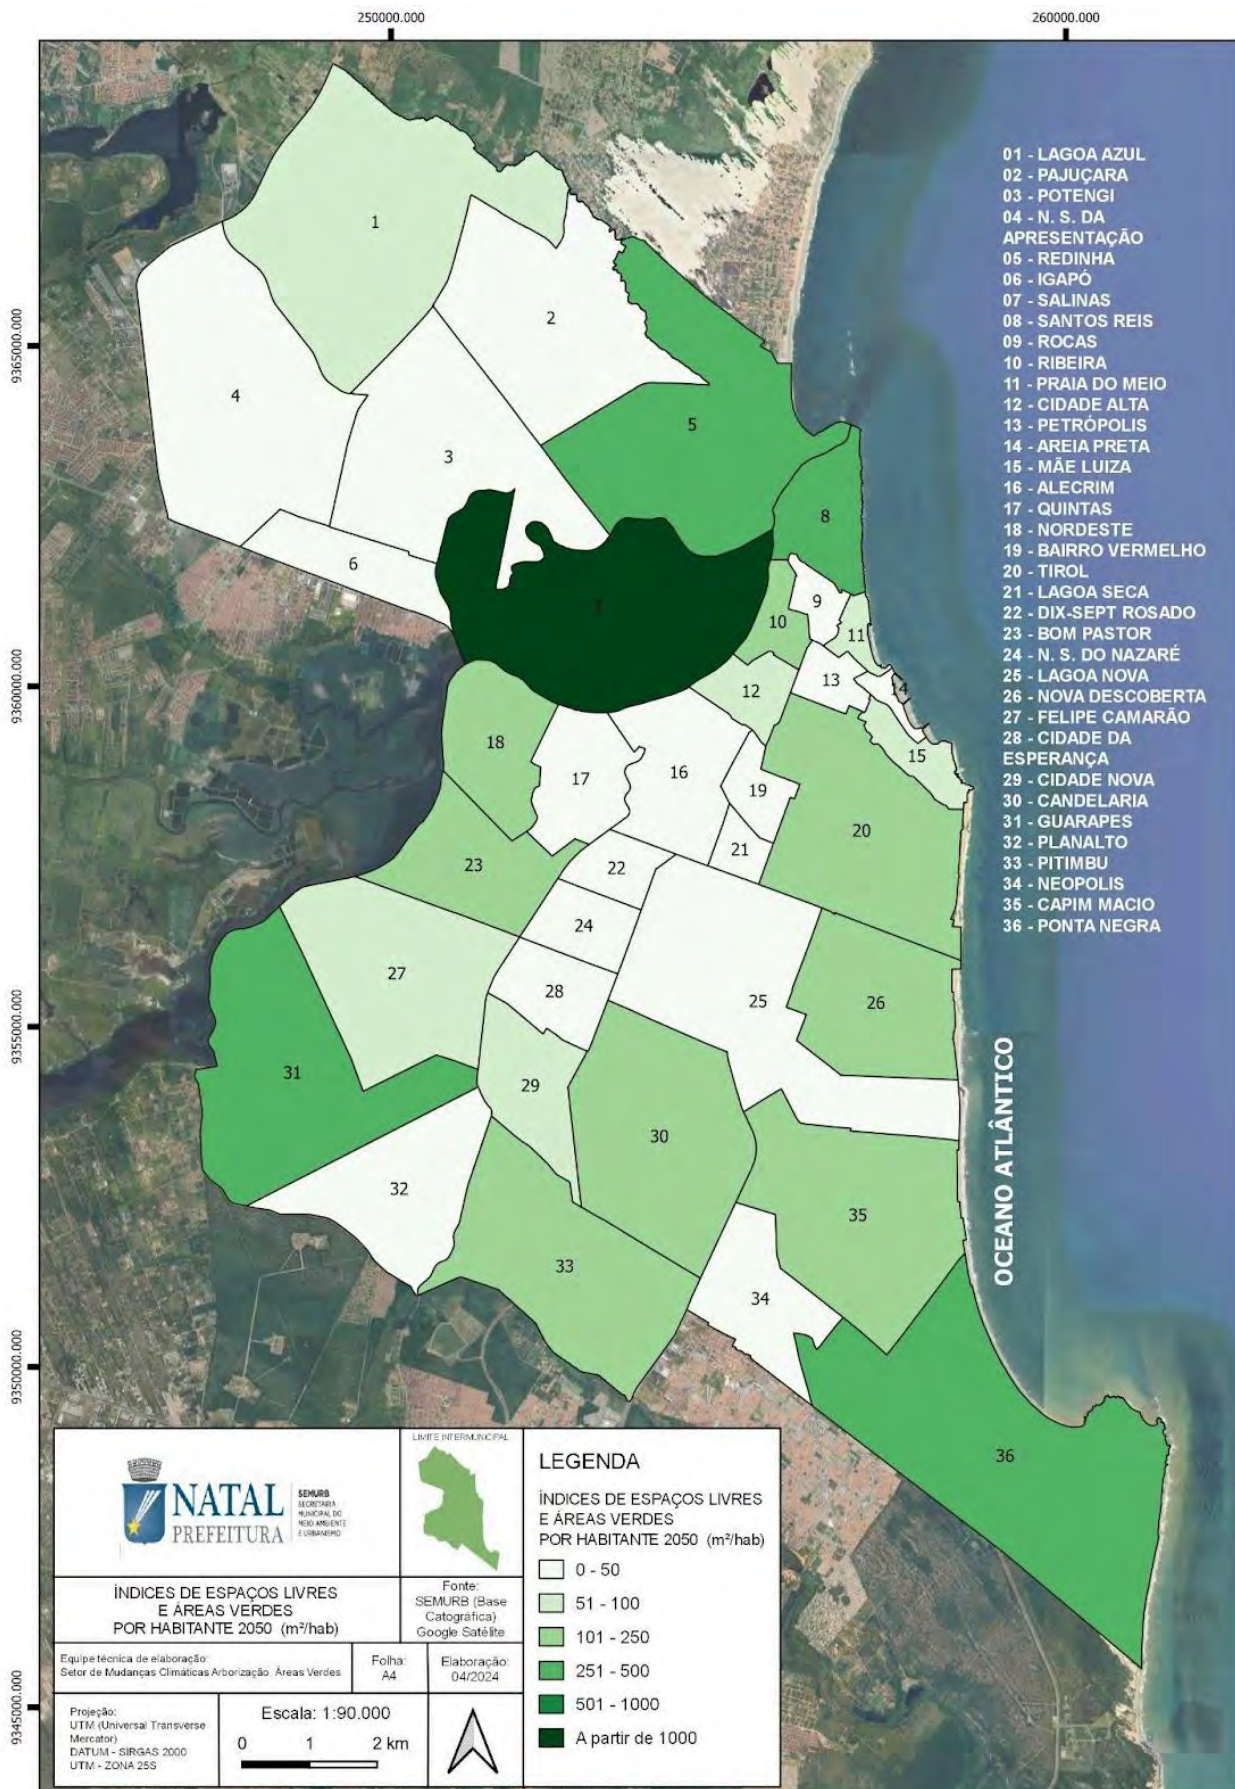 250000.000
260000.000
9365000.000
9360000.000
9355000.000
9350000.000
9345000.000
01 - LAGOA AZUL
02 - PAJUÇARA
03 - POTENGI
04 - N. S. DA
APRESENTAÇÃO
05 - REDINHA
06 - IGAPÓ
07 - SALINAS
08 - SANTOS REIS
09 - ROCAS
10 - RIBEIRA
11 - PRAIA DO MEIO
12 - CIDADE ALTA
13 - PETRÓPOLIS
14 - AREIA PRETA
15 - MÃE LUIZA
16 - ALECRIM
17 - QUINTAS
18 - NORDESTE
19 - BAIRRO VERMELHO
20 - TIROL
21 - LAGOA SECA
22 - DIX-SEPT ROSADO
23 - BOM PASTOR
24 - N. S. DO NAZARÉ
25 - LAGOA NOVA
26 - NOVA DESCOBERTA
27 - FELIPE CAMARÃO
28 - CIDADE DA
ESPERANÇA
29 - CIDADE NOVA
30 - CANDELARIA
31 - GUARAPES
32 - PLANALTO
33 - PITIMBU
34 - NEOPOLIS
35 - CAPIM MACIO
36 - PONTA NEGRA
1
2
4
5
3
8
6
9
10
11
13
14
12
18
15
17
16
19
20
21
22
23
24
27
28
25
26
31
29
30
32
35
33
34
36
OCEANO ATLÂNTICO
NATAL
PREFEITURA
SEMURB
SECRETARIA
MUNICIPAL DO
MEIO AMBIENTE
E URBANISMO
LIMITE INTERMUNICIPAL
ÍNDICES DE ESPAÇOS LIVRES
E ÁREAS VERDES
POR HABITANTE 2050 (m²/hab)
Fonte:
SEMURB (Base
Catográfica)
Google Satélite
Equipe técnica de elaboração:
Setor de Mudanças Climáticas Arborização Áreas Verdes
Folha:
A4
Elaboração:
04/2024
Projeção:
UTM (Universal Transverse
Mercator)
DATUM - SIRGAS 2000
UTM - ZONA 25S
Escala: 1:90.000
0 1 2 km
LEGENDA
ÍNDICES DE ESPAÇOS LIVRES
E ÁREAS VERDES
POR HABITANTE 2050 (m²/hab)
0 - 50
51 - 100
101 - 250
251 - 500
501 - 1000
A partir de 1000